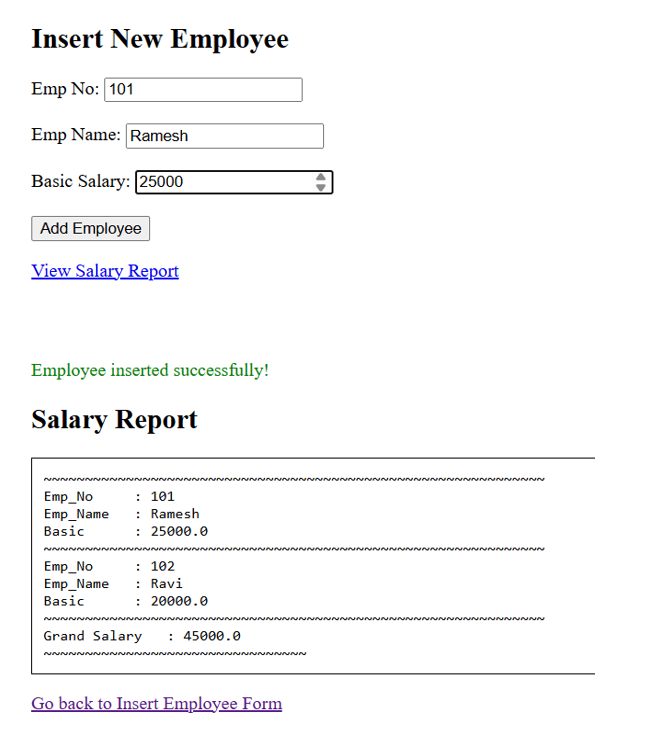 Insert New Employee
Emp No: 101
Emp Name: Ramesh
Basic Salary: 25000
Add Employee
View Salary Report
Employee inserted successfully!
Salary Report
~~~~~~~~~~~~~~~~~~~~~~~~~~~~~~~~~~~~~~~~~~~~~~~~~~~~~~~~~~~~~
Emp_No     : 101
Emp_Name   : Ramesh
Basic      : 25000.0
~~~~~~~~~~~~~~~~~~~~~~~~~~~~~~~~~~~~~~~~~~~~~~~~~~~~~~~~~~~~~
Emp_No     : 102
Emp_Name   : Ravi
Basic      : 20000.0
~~~~~~~~~~~~~~~~~~~~~~~~~~~~~~~~~~~~~~~~~~~~~~~~~~~~~~~~~~~~~
Grand Salary   : 45000.0
~~~~~~~~~~~~~~~~~~~~~~~~~~~~~~~~
Go back to Insert Employee Form